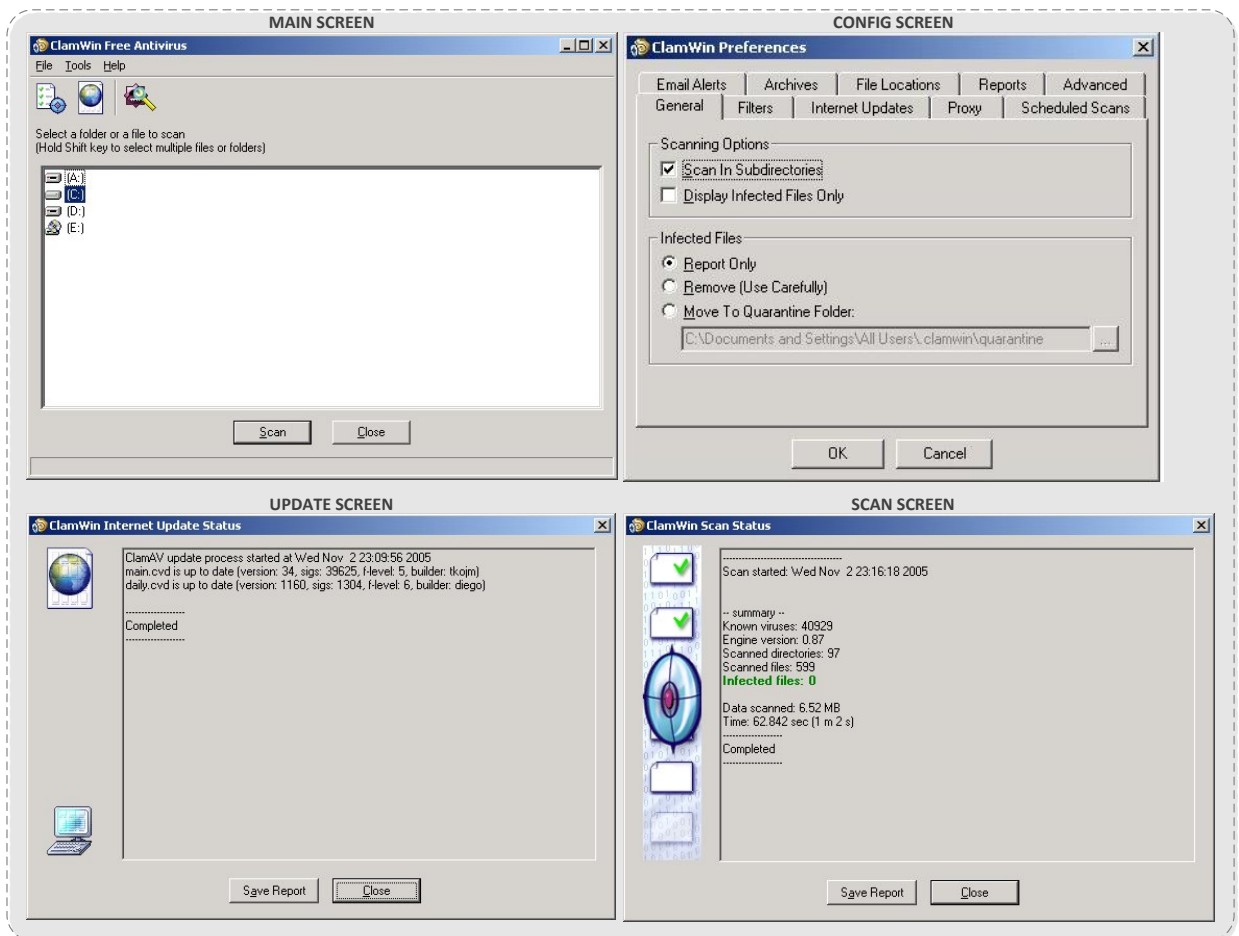 MAIN SCREEN
ClamWin Free Antivirus
File Tools Help
Select a folder or a file to scan
(Hold Shift key to select multiple files or folders)
(A:)
(C:)
(D:)
(E:)
Scan Close
CONFIG SCREEN
ClamWin Preferences
Email Alerts Archives File Locations Reports Advanced
General Filters Internet Updates Proxy Scheduled Scans
Scanning Options
Scan In Subdirectories
Display Infected Files Only
Infected Files
Report Only
Remove (Use Carefully)
Move To Quarantine Folder:
C:\Documents and Settings\All Users\.clamwin\quarantine ...
OK Cancel
UPDATE SCREEN
ClamWin Internet Update Status
ClamAV update process started at Wed Nov 2 23:09:56 2005
main.cvd is up to date (version: 34, sigs: 39625, f-level: 5, builder: tkojm)
daily.cvd is up to date (version: 1160, sigs: 1304, f-level: 6, builder: diego)
-------------------
Completed
-------------------
Save Report Close
SCAN SCREEN
ClamWin Scan Status
--------------------------------------
Scan started: Wed Nov 2 23:16:18 2005
-- summary --
Known viruses: 40929
Engine version: 0.87
Scanned directories: 97
Scanned files: 599
Infected files: 0
Data scanned: 6.52 MB
Time: 62.842 sec (1 m 2 s)
-------------------
Completed
-------------------
Save Report Close